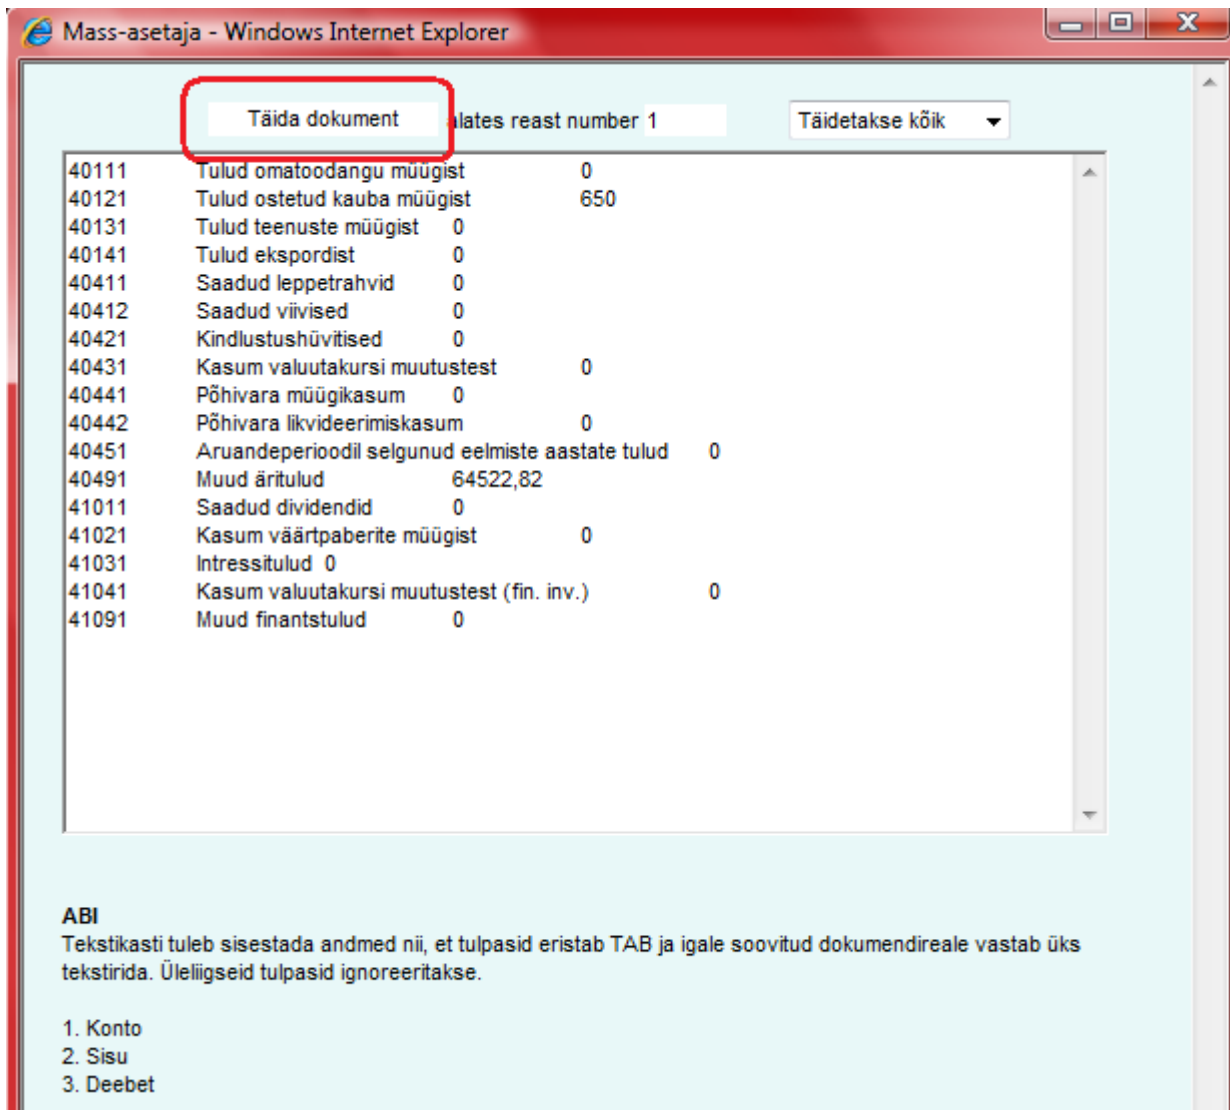 Mass-asetaja - Windows Internet Explorer
Täida dokument alates reast number 1 Täidetakse kõik
40111 Tulud omatoodangu müügist 0
40121 Tulud ostetud kauba müügist 650
40131 Tulud teenuste müügist 0
40141 Tulud ekspordist 0
40411 Saadud leppetrahvid 0
40412 Saadud viivised 0
40421 Kindlustushüvitised 0
40431 Kasum valuutakursi muutustest 0
40441 Põhivara müügikasum 0
40442 Põhivara likvideerimiskasum 0
40451 Aruandeperioodil selgunud eelmiste aastate tulud 0
40491 Muud äritulud 64522,82
41011 Saadud dividendid 0
41021 Kasum väärtpaberite müügist 0
41031 Intressitulud 0
41041 Kasum valuutakursi muutustest (fin. inv.) 0
41091 Muud finantstulud 0
ABI
Tekstikasti tuleb sisestada andmed nii, et tulpasid eristab TAB ja igale soovitud dokumendireale vastab üks
tekstirida. Üleliigseid tulpasid ignoreeritakse.
1. Konto
2. Sisu
3. Deebet